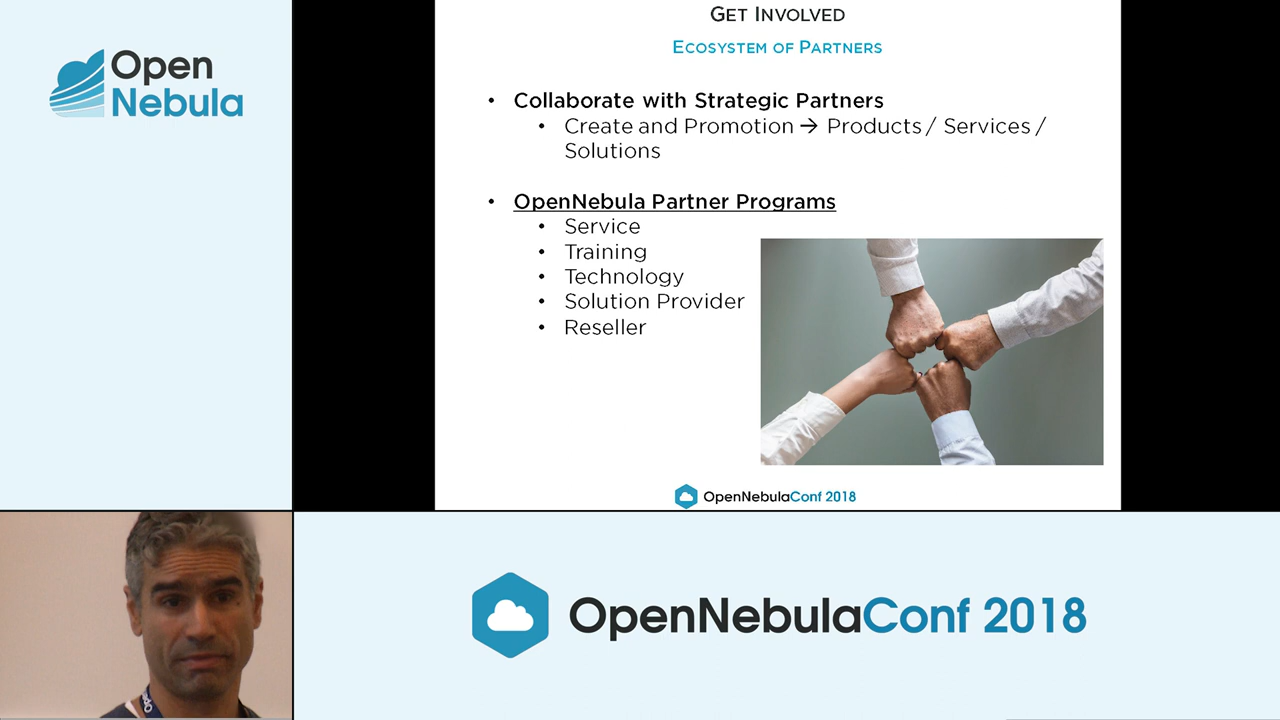 Open
Nebula
GET INVOLVED
ECOSYSTEM OF PARTNERS
• Collaborate with Strategic Partners
• Create and Promotion → Products / Services /
Solutions
• OpenNebula Partner Programs
• Service
• Training
• Technology
• Solution Provider
• Reseller
OpenNebulaConf 2018
OpenNebulaConf 2018